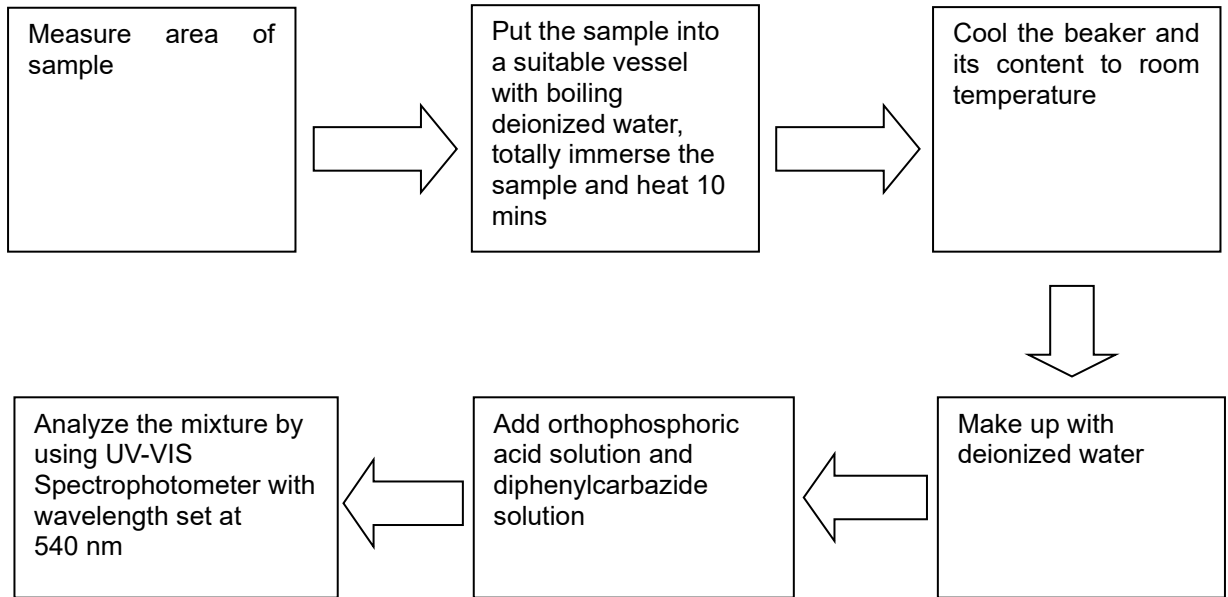 Measure area of
sample
Put the sample into
a suitable vessel
with boiling
deionized water,
totally immerse the
sample and heat 10
mins
Cool the beaker and
its content to room
temperature
Make up with
deionized water
Add orthophosphoric
acid solution and
diphenylcarbazide
solution
Analyze the mixture by
using UV-VIS
Spectrophotometer with
wavelength set at
540 nm